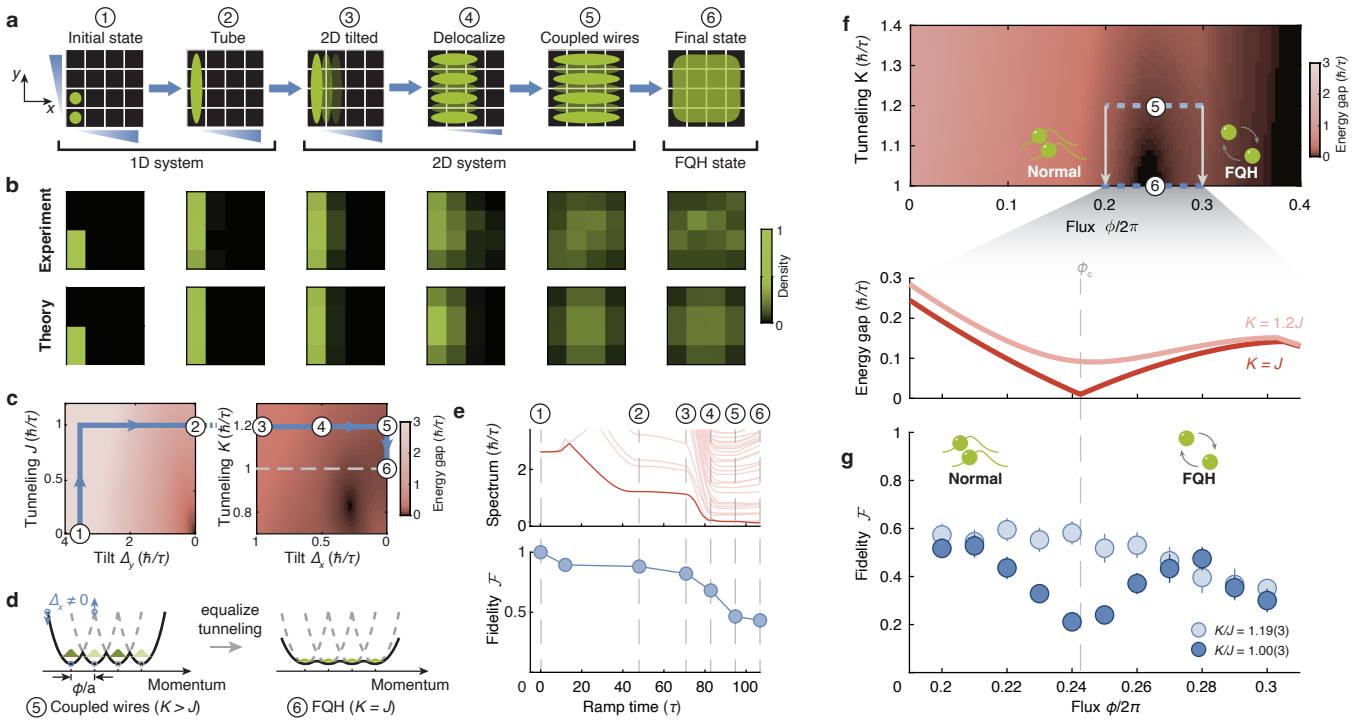 a
① ② ③ ④ ⑤ ⑥
Initial state Tube 2D tilted Delocalize Coupled wires Final state
y
x
1D system 2D system FQH state
b
Experiment
Theory
1
Density
0
c
Tunneling J (ħ/τ)
1
0.5
0
4 2 0
Tilt Δy (ħ/τ)
① ②
Tunneling K (ħ/τ)
1.2
1
0.8
1 0.5 0
Tilt Δx (ħ/τ)
③ ④ ⑤
⑥
3
2
1
0
Energy gap (ħ/τ)
d
Δx ≠ 0
equalize
tunneling
ϕ/a
Momentum Momentum
⑤ Coupled wires (K > J) ⑥ FQH (K = J)
e
① ② ③ ④ ⑤ ⑥
Spectrum (ħ/τ)
2
0
Fidelity ℱ
1
0.5
0 20 40 60 80 100
Ramp time (τ)
f
Tunneling K (ħ/τ)
1.4
1.3
1.2
1.1
1
0 0.1 0.2 0.3 0.4
Flux ϕ/2π
Normal
FQH
⑤
⑥
3
2
1
0
Energy gap (ħ/τ)
ϕc
Energy gap (ħ/τ)
0.3
0.2
0.1
0
K = 1.2J
K = J
g
Normal
FQH
Fidelity ℱ
0.8
0.6
0.4
0.2
0
K/J = 1.19(3)
K/J = 1.00(3)
0.2 0.22 0.24 0.26 0.28 0.3
Flux ϕ/2π